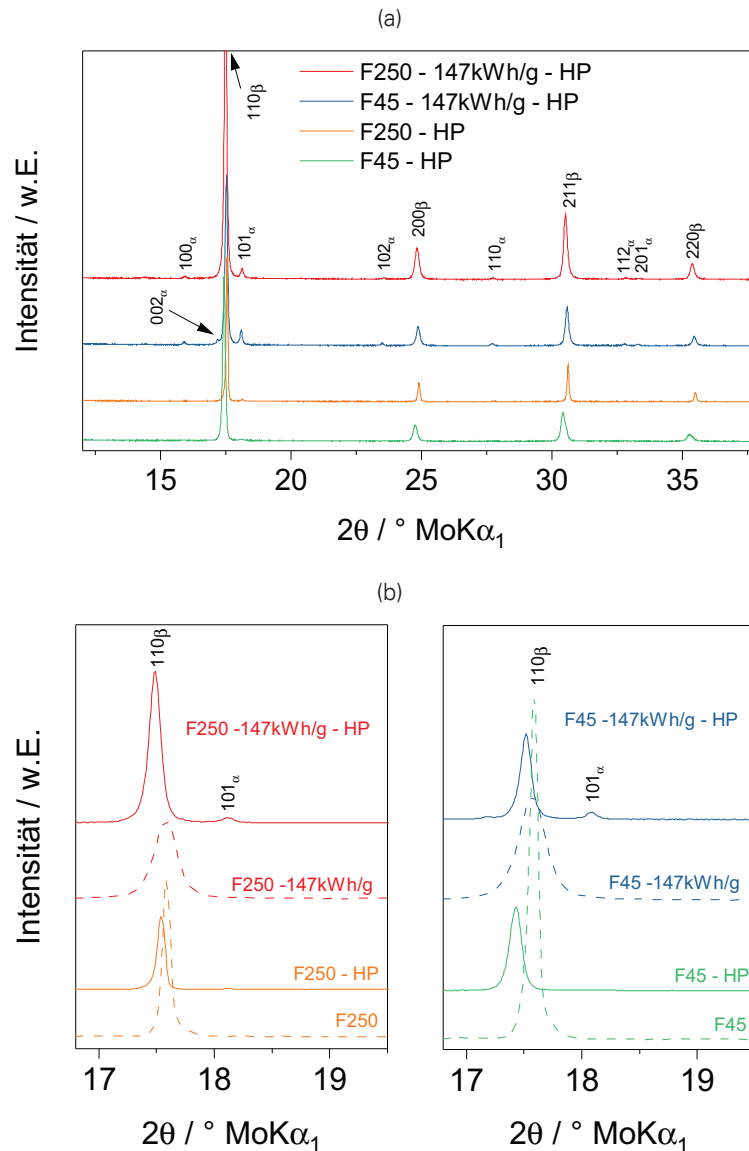 (a)
F250 - 147kWh/g - HP
F45 - 147kWh/g - HP
F250 - HP
F45 - HP
100α
002α
110β
101α
102α
200β
110α
211β
112α
201α
220β
Intensität / w.E.
15 20 25 30 35
2θ / ° MoKα1
(b)
110β
F250 -147kWh/g - HP
101α
F250 -147kWh/g
F250 - HP
F250
Intensität / w.E.
17 18 19
2θ / ° MoKα1
110β
F45 -147kWh/g - HP
101α
F45 -147kWh/g
F45 - HP
F45
17 18 19
2θ / ° MoKα1